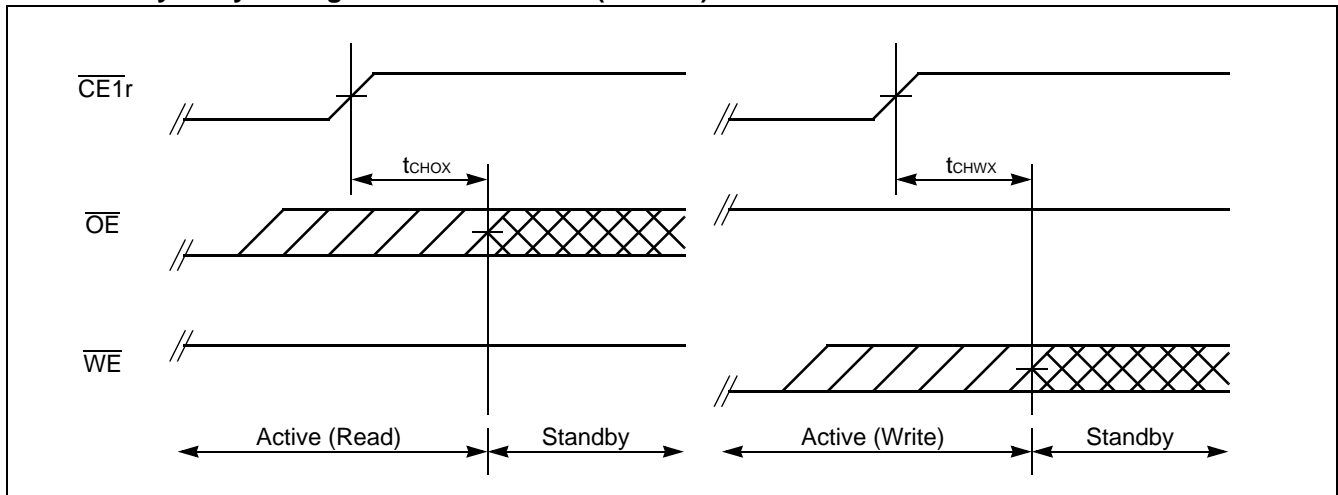 CE1r
tCHOX
tCHWX
OE
WE
Active (Read)
Standby
Active (Write)
Standby